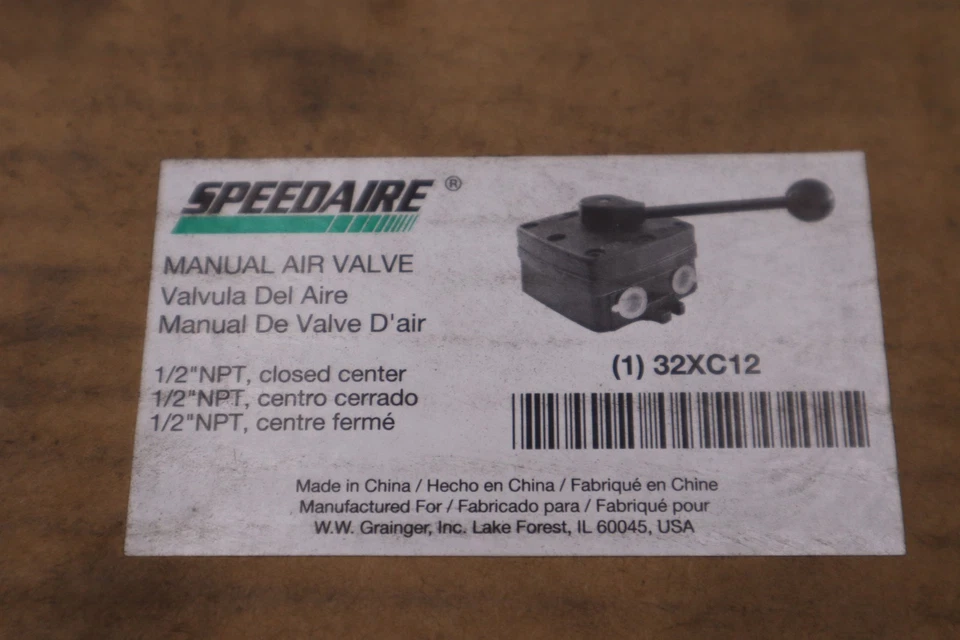 SPEEDAIRE®
MANUAL AIR VALVE
Valvula Del Aire
Manual De Valve D'air
1/2"NPT, closed center
1/2"NPT, centro cerrado
1/2"NPT, centre fermé
(1) 32XC12
Made in China / Hecho en China / Fabriqué en Chine
Manufactured For / Fabricado para / Fabriqué pour
W.W. Grainger, Inc. Lake Forest, IL 60045, USA